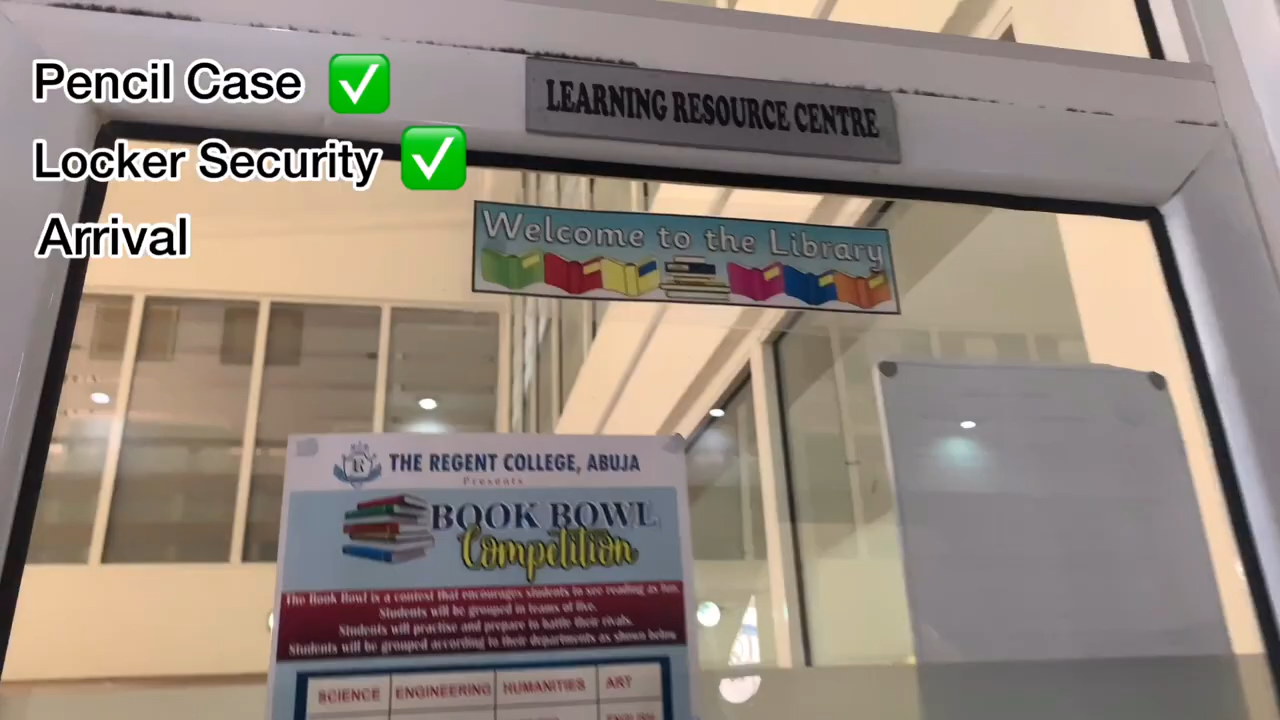 Pencil Case ✅
Locker Security ✅
Arrival
LEARNING RESOURCE CENTRE
Welcome to the Library
THE REGENT COLLEGE, ABUJA
Presents
BOOK BOWL
Competition
The Book Bowl is a contest that encourages students to see reading as fun.
Students will be grouped in teams of five.
Students will practise and prepare to battle their rivals.
Students will be grouped according to their departments as shown below
SCIENCE ENGINEERING HUMANITIES ART